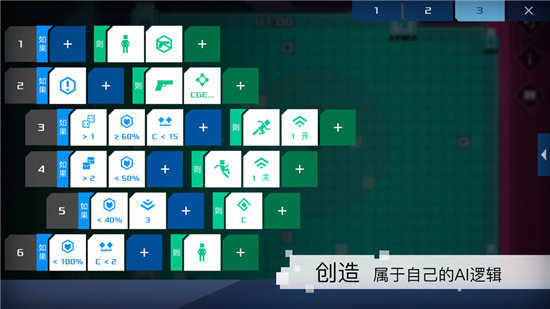 01:00
1 2 3 ×
1 如果 + 则 +
2 如果 + 则 CGE... +
3 如果 > 1 ≥ 60% C < 15 + 则 1 开 +
4 如果 > 2 < 50% + 则 1 关 +
5 如果 < 40% 3 + 则 C +
6 如果 < 100% C < 2 + 则 +
创造 属于自己的AI逻辑